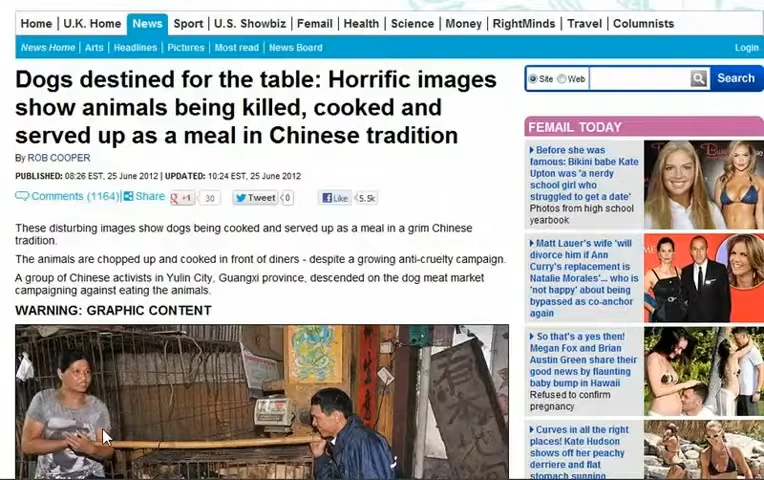 Home | U.K. Home | News | Sport | U.S. Showbiz | Femail | Health | Science | Money | RightMinds | Travel | Columnists
News Home | Arts | Headlines | Pictures | Most read | News Board
Login
Dogs destined for the table: Horrific images
show animals being killed, cooked and
served up as a meal in Chinese tradition
By ROB COOPER
PUBLISHED: 08:26 EST, 25 June 2012 | UPDATED: 10:24 EST, 25 June 2012
Comments (1164) Share +1 30 Tweet 0 Like 5.5k
These disturbing images show dogs being cooked and served up as a meal in a grim Chinese
tradition.
The animals are chopped up and cooked in front of diners - despite a growing anti-cruelty campaign.
A group of Chinese activists in Yulin City, Guangxi province, descended on the dog meat market
campaigning against eating the animals.
WARNING: GRAPHIC CONTENT
Site Web Search
FEMAIL TODAY
Before she was
famous: Bikini babe Kate
Upton was 'a nerdy
school girl who
struggled to get a date'
Photos from high school
yearbook
Matt Lauer's wife 'will
divorce him if Ann
Curry's replacement is
Natalie Morales'... who is
'not happy' about being
bypassed as co-anchor
again
So that's a yes then!
Megan Fox and Brian
Austin Green share their
good news by flaunting
baby bump in Hawaii
Refused to confirm
pregnancy
Curves in all the right
places! Kate Hudson
shows off her peachy
derriere and flat
stomach sunning